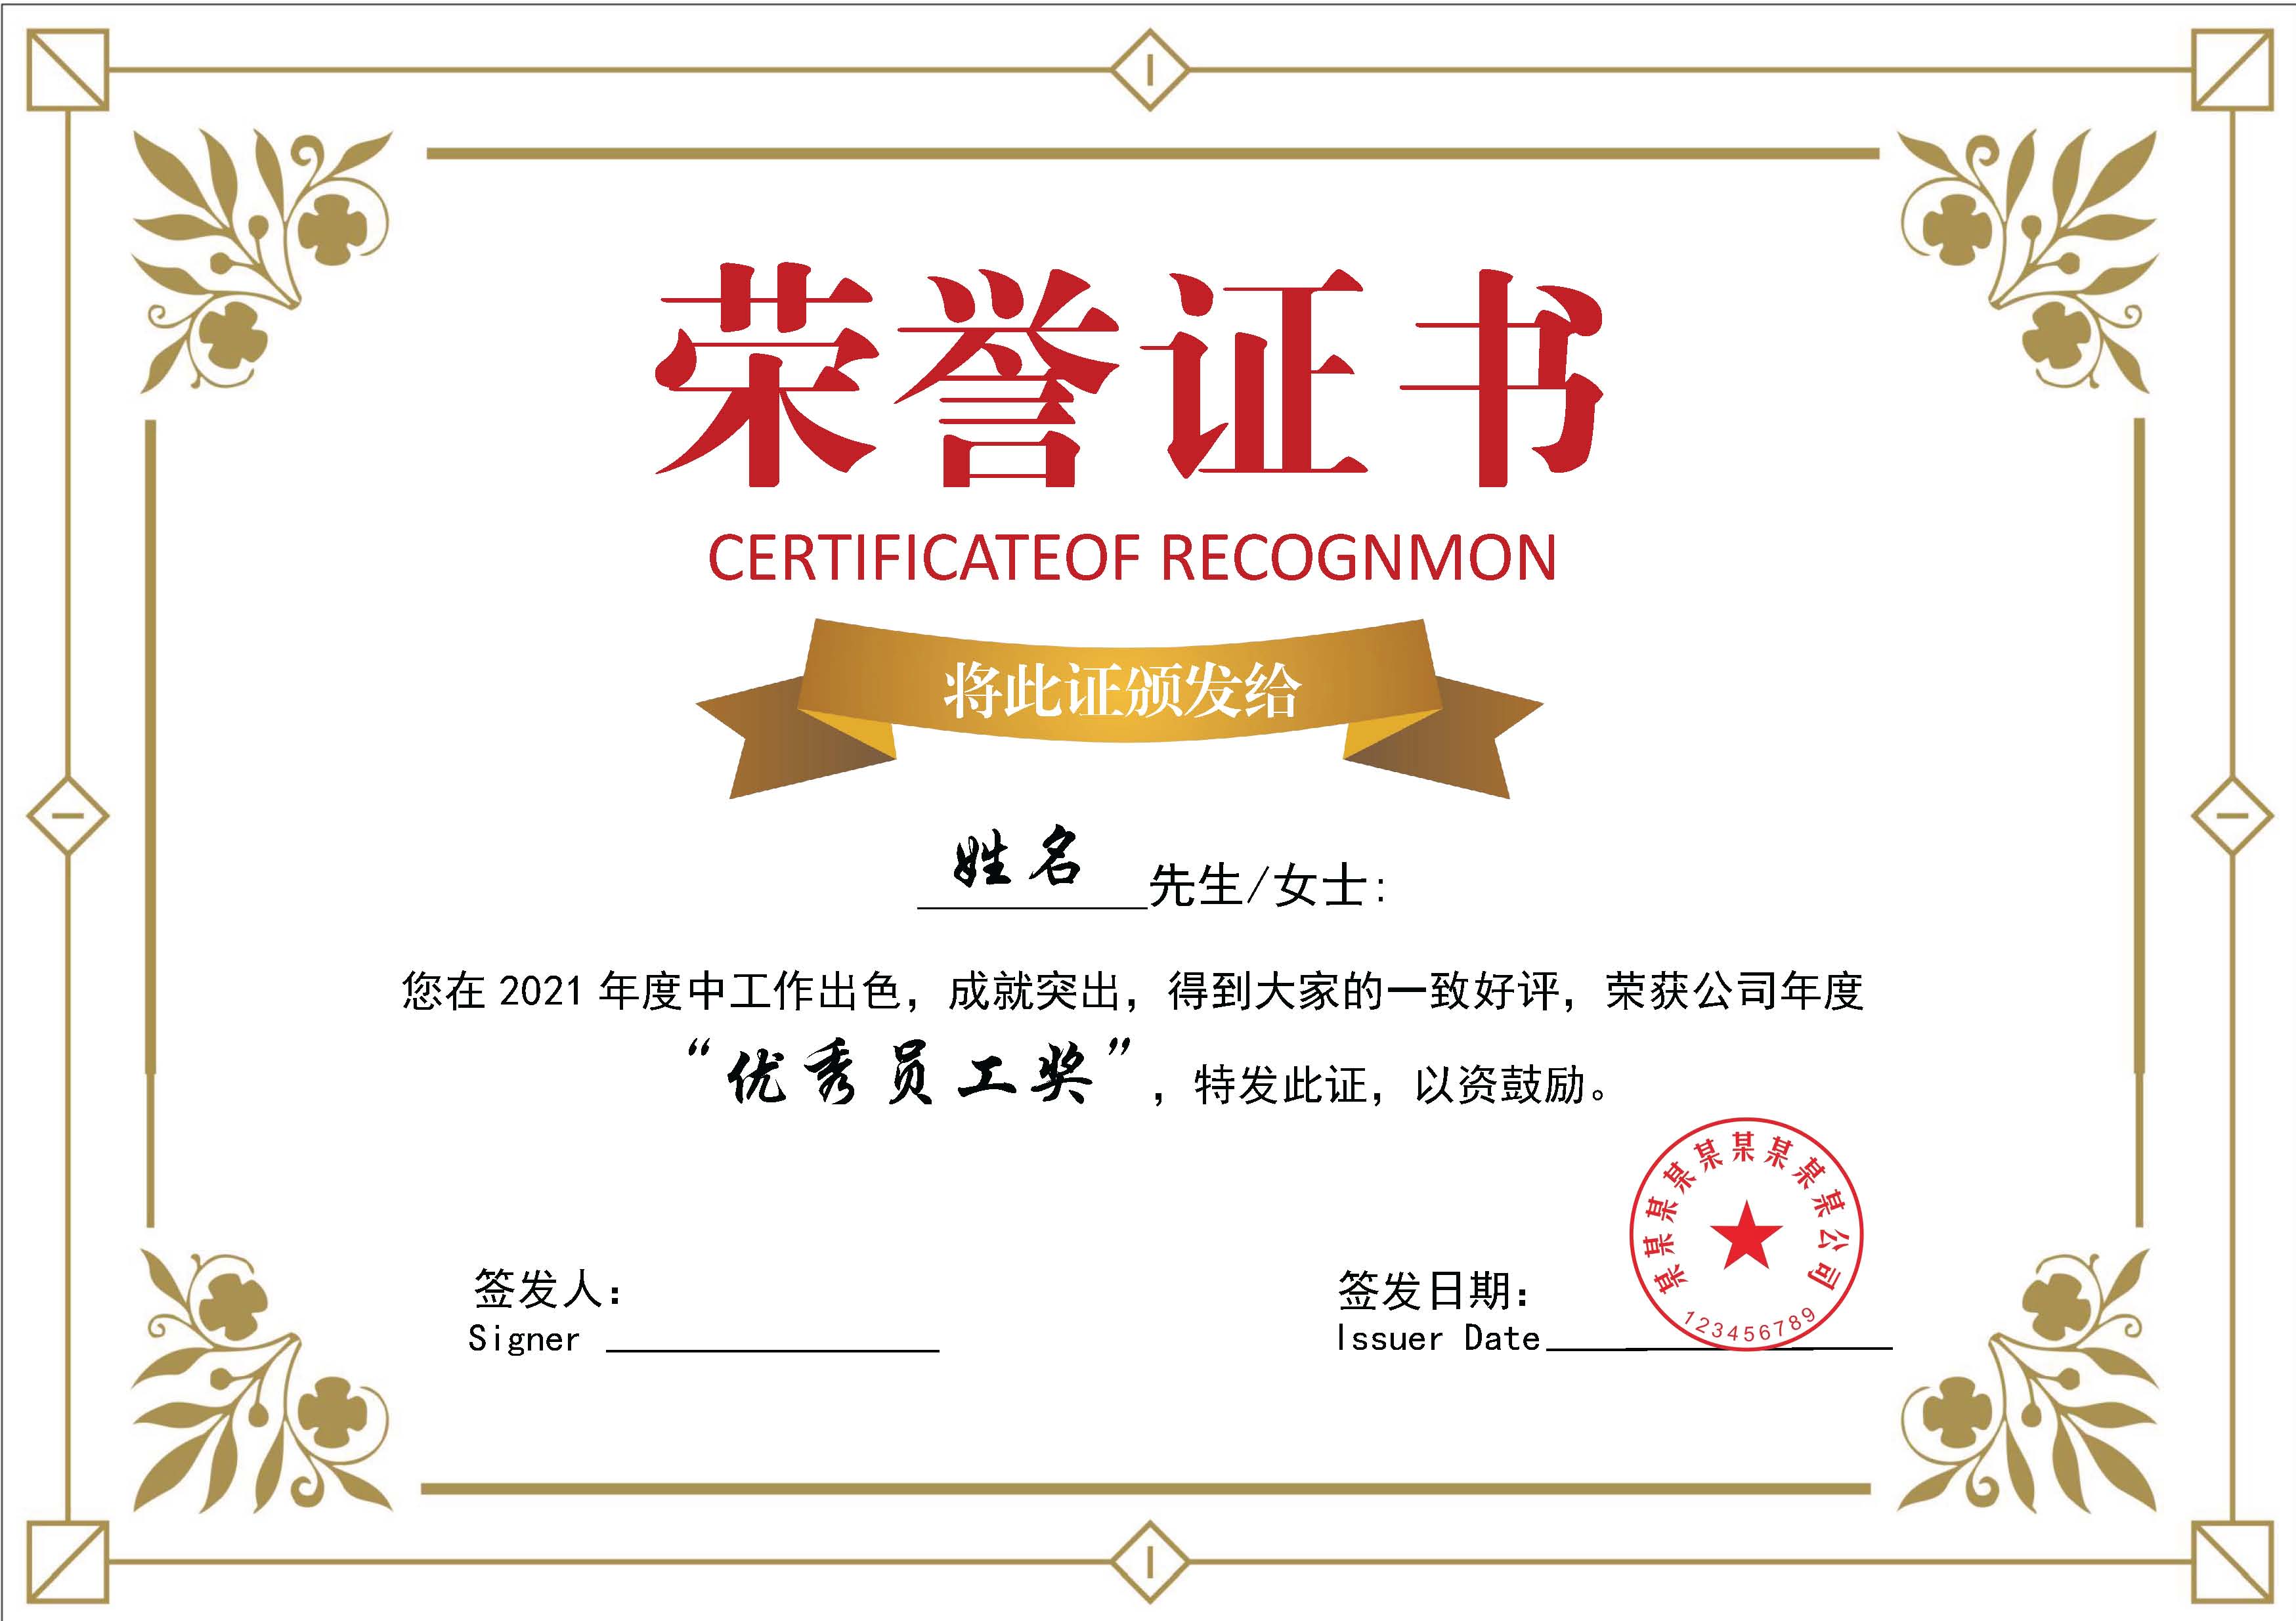 荣誉证书
CERTIFICATEOF RECOGNMON
将此证颁发给
姓名 先生/女士:
您在 2021 年度中工作出色，成就突出，得到大家的一致好评，荣获公司年度
“优秀员工奖”，特发此证，以资鼓励。
某某某某某某某某某公司
123456789
签发人：
Signer
签发日期：
Issuer Date